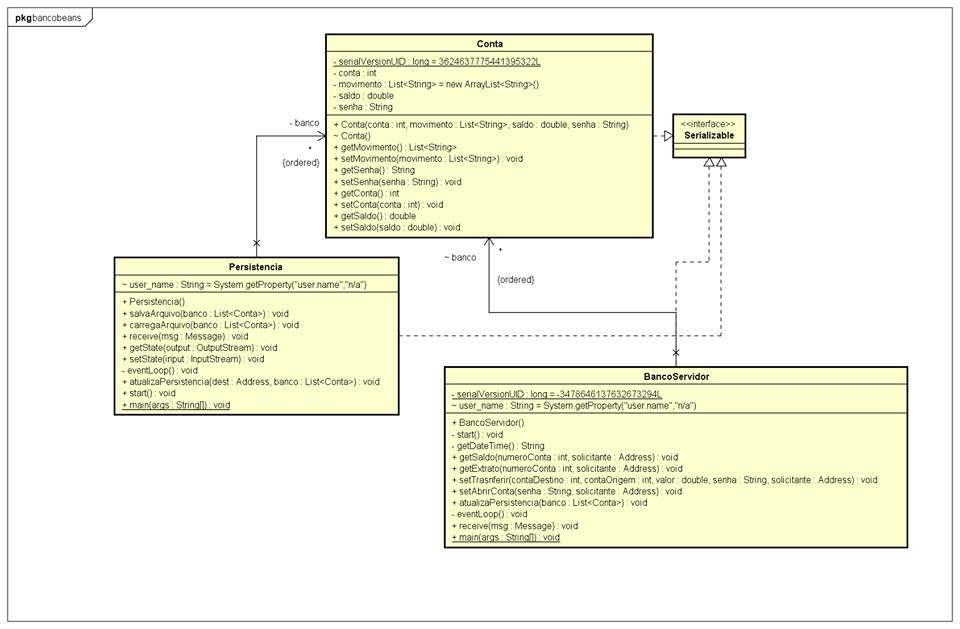 pkg bancobeans
Conta
- serialVersionUID : long = 3624637775441395322L
- conta : int
- movimento : List<String> = new ArrayList<String>()
- saldo : double
- senha : String
+ Conta(conta : int, movimento : List<String>, saldo : double, senha : String)
~ Conta()
+ getMovimento() : List<String>
+ setMovimento(movimento : List<String>) : void
+ getSenha() : String
+ setSenha(senha : String) : void
+ getConta() : int
+ setConta(conta : int) : void
+ getSaldo() : double
+ setSaldo(saldo : double) : void
<<interface>>
Serializable
- banco
*
{ordered}
~ banco
*
{ordered}
Persistencia
~ user_name : String = System.getProperty("user.name","n/a")
+ Persistencia()
+ salvaArquivo(banco : List<Conta>) : void
+ carregaArquivo(banco : List<Conta>) : void
+ receive(msg : Message) : void
+ getState(output : OutputStream) : void
+ setState(input : InputStream) : void
- eventLoop() : void
+ atualizaPersistencia(dest : Address, banco : List<Conta>) : void
+ start() : void
+ main(args : String[]) : void
BancoServidor
- serialVersionUID : long = -3478646137632673294L
~ user_name : String = System.getProperty("user.name","n/a")
+ BancoServidor()
- start() : void
- getDateTime() : String
+ getSaldo(numeroConta : int, solicitante : Address) : void
+ getExtrato(numeroConta : int, solicitante : Address) : void
+ setTrasnferir(contaDestino : int, contaOrigem : int, valor : double, senha : String, solicitante : Address) : void
+ setAbrirConta(senha : String, solicitante : Address) : void
+ atualizaPersistencia(banco : List<Conta>) : void
- eventLoop() : void
+ receive(msg : Message) : void
+ main(args : String[]) : void